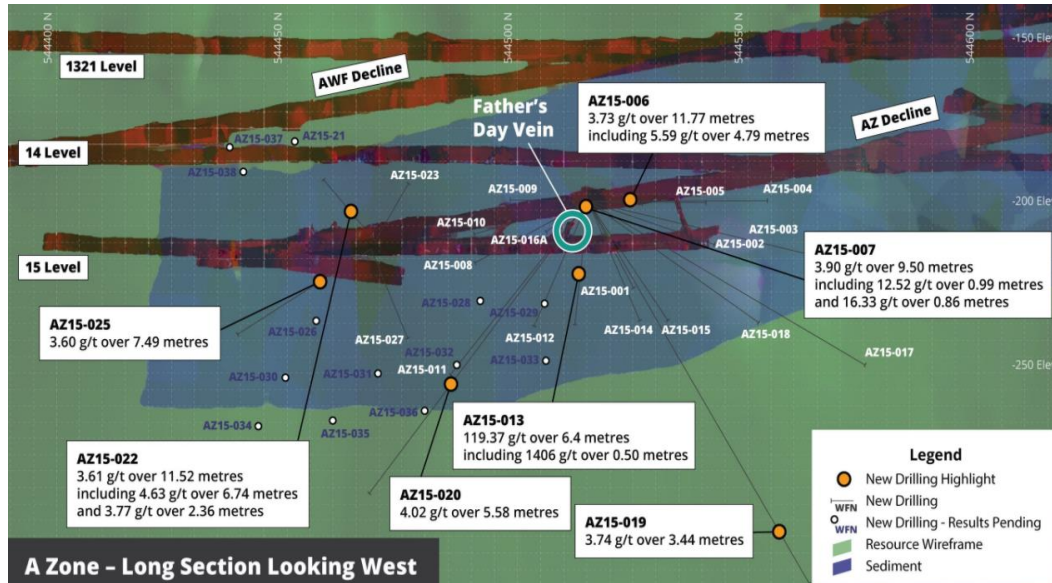 544400 N
544450 N
544500 N
544550 N
544600 N
-150 Ele
1321 Level
AWF Decline
Father's
Day Vein
AZ15-006
3.73 g/t over 11.77 metres
including 5.59 g/t over 4.79 metres
AZ Decline
14 Level
AZ15-037
AZ15-21
AZ15-038
AZ15-023
AZ15-009
AZ15-005
AZ15-004
-200 Ele
AZ15-010
AZ15-016A
AZ15-003
AZ15-002
15 Level
AZ15-008
AZ15-007
3.90 g/t over 9.50 metres
including 12.52 g/t over 0.99 metres
and 16.33 g/t over 0.86 metres
AZ15-001
AZ15-028
AZ15-029
AZ15-025
3.60 g/t over 7.49 metres
AZ15-026
AZ15-027
AZ15-012
AZ15-014
AZ15-015
AZ15-018
AZ15-017
AZ15-032
AZ15-011
AZ15-033
-250 Ele
AZ15-030
AZ15-031
AZ15-036
AZ15-034
AZ15-035
AZ15-013
119.37 g/t over 6.4 metres
including 1406 g/t over 0.50 metres
AZ15-022
3.61 g/t over 11.52 metres
including 4.63 g/t over 6.74 metres
and 3.77 g/t over 2.36 metres
AZ15-020
4.02 g/t over 5.58 metres
AZ15-019
3.74 g/t over 3.44 metres
Legend
New Drilling Highlight
WFN New Drilling
WFN New Drilling - Results Pending
Resource Wireframe
Sediment
A Zone – Long Section Looking West